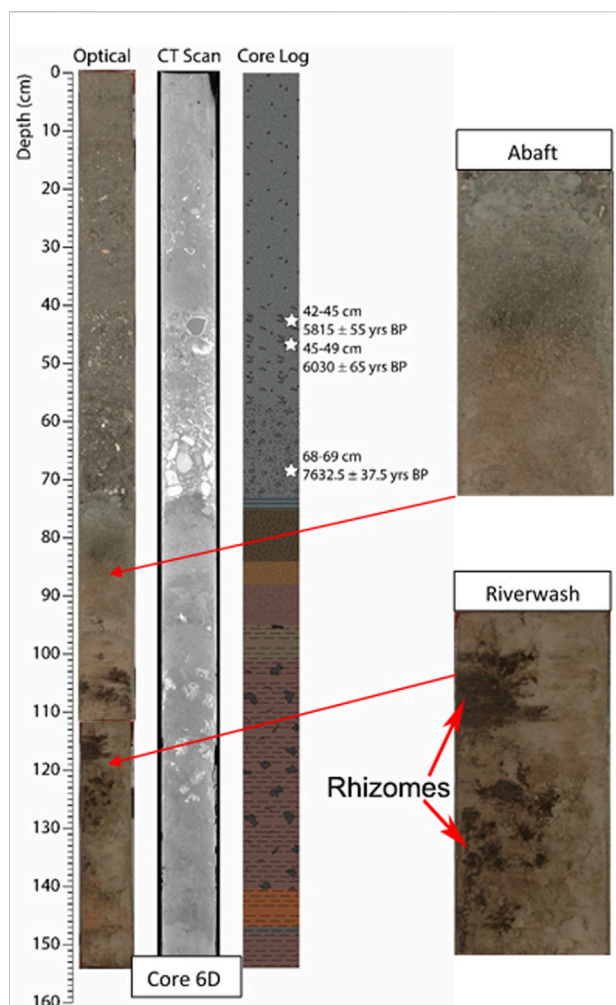 Optical CT Scan Core Log
Depth (cm)
0
10
20
30
40
50
60
70
80
90
100
110
120
130
140
150
160
42-45 cm
5815 ± 55 yrs BP
45-49 cm
6030 ± 65 yrs BP
68-69 cm
7632.5 ± 37.5 yrs BP
Core 6D
Abaft
Riverwash
Rhizomes